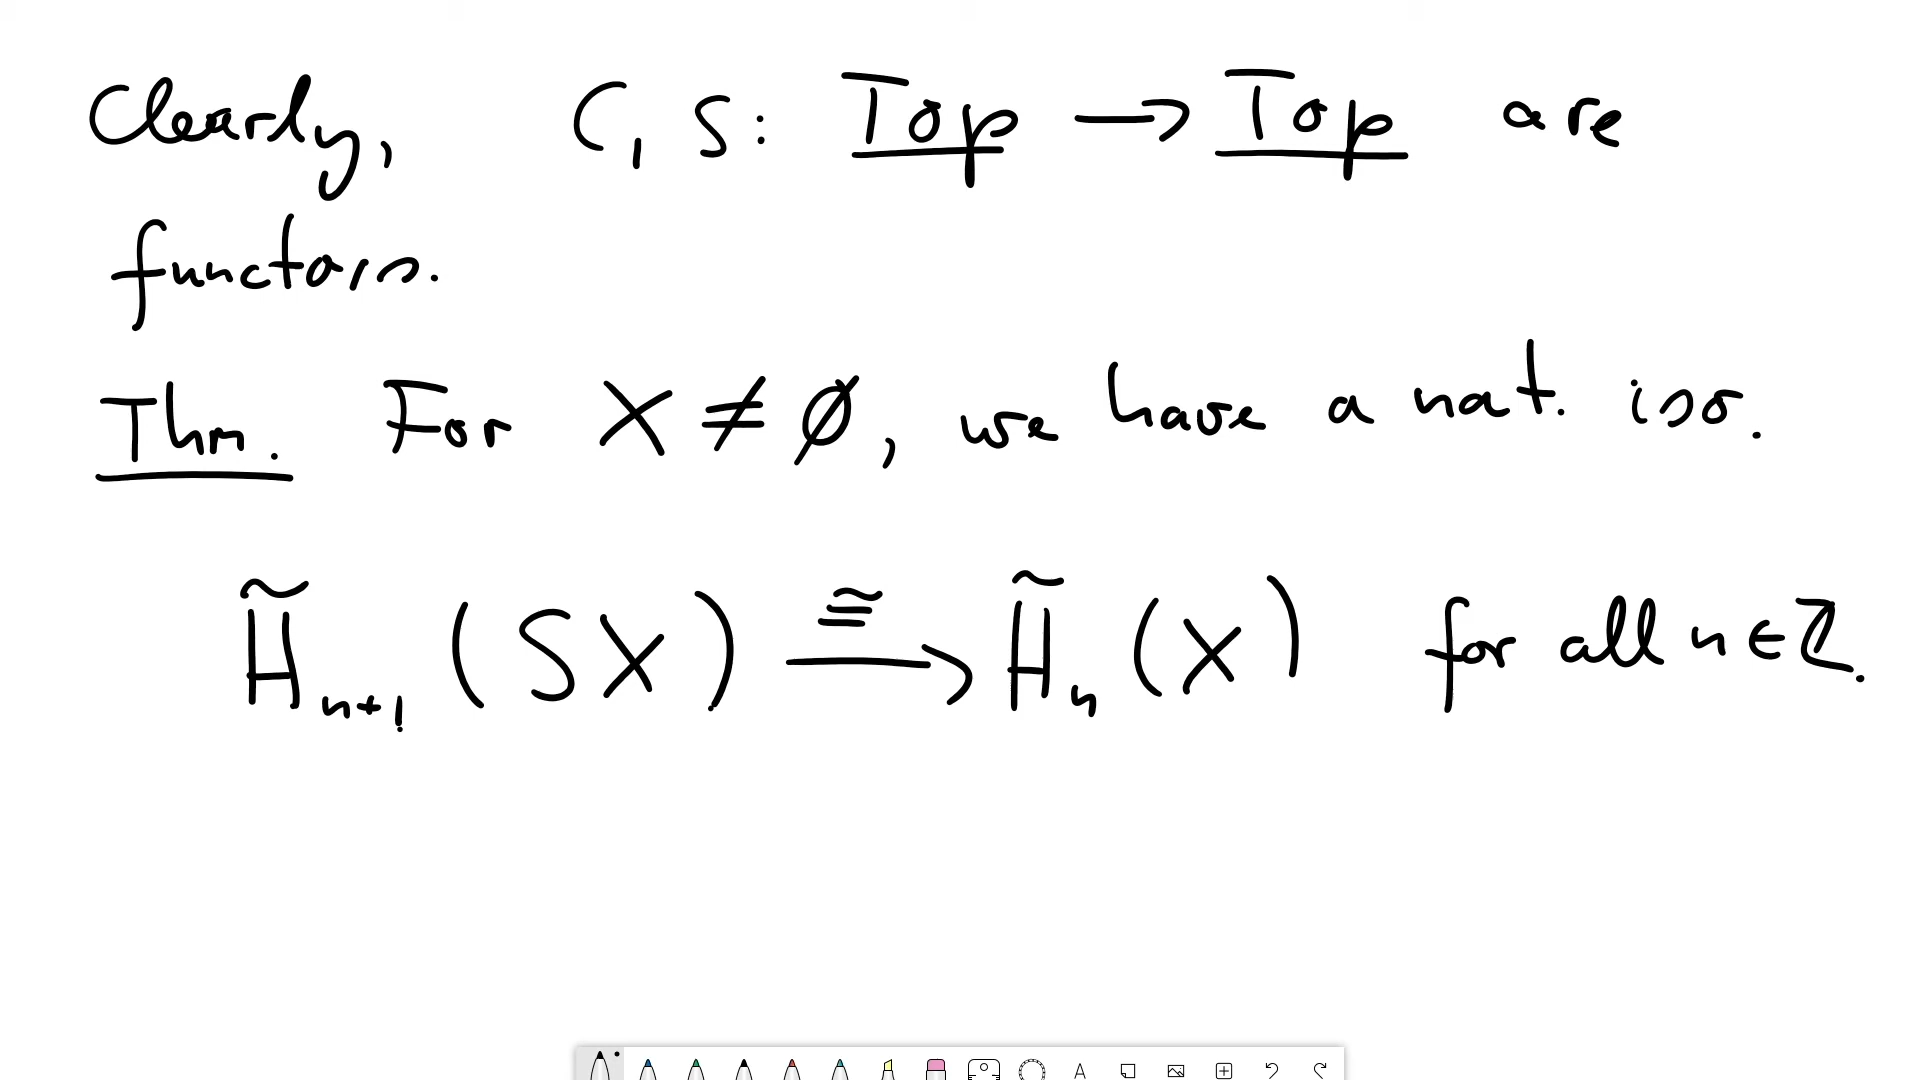 Clearly, C, S: Top → Top are
functors.
Thm. For X ≠ ∅, we have a nat. iso.
H̃ₙ₊₁ (SX) ≅→ H̃ₙ (X) for all n ∈ ℤ.